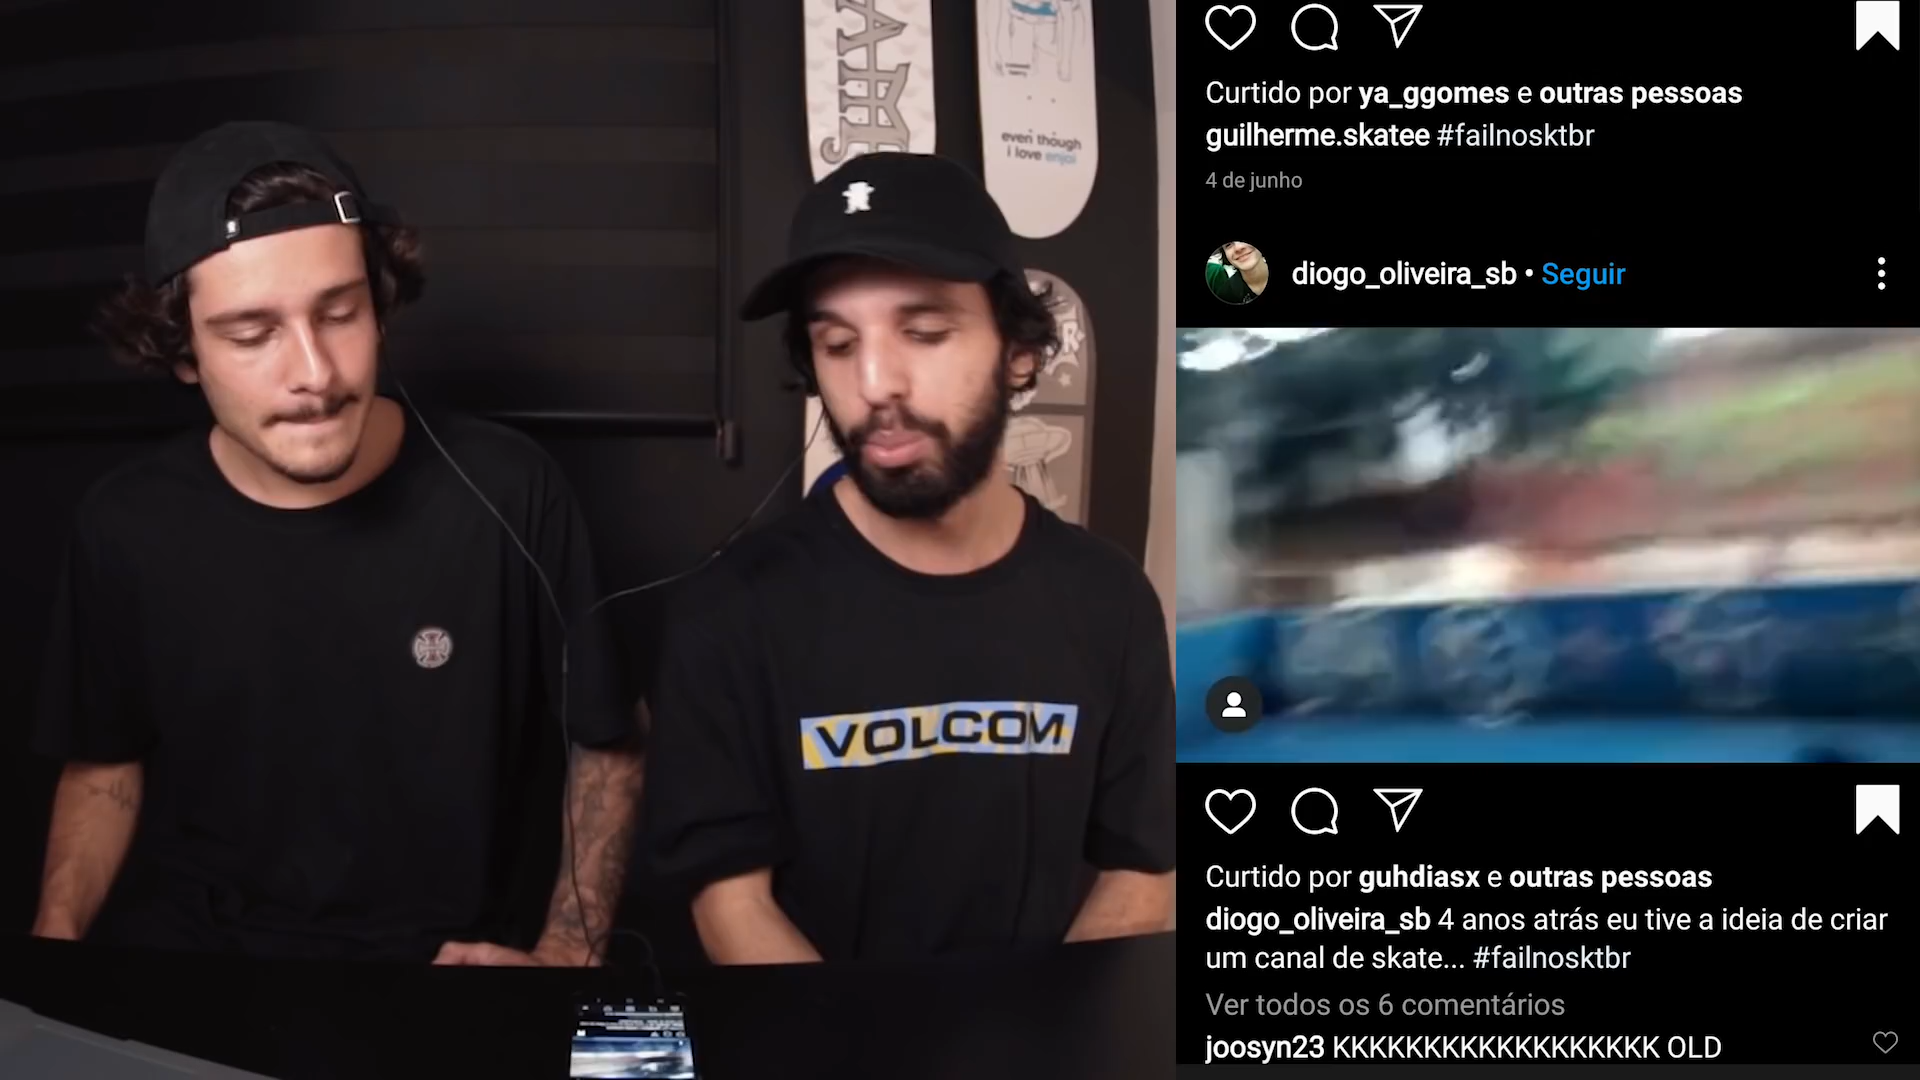 even though
i love enjoi
VOLCOM
Curtido por ya_ggomes e outras pessoas
guilherme.skatee #failnosktbr
4 de junho
diogo_oliveira_sb • Seguir
Curtido por guhdiasx e outras pessoas
diogo_oliveira_sb 4 anos atrás eu tive a ideia de criar
um canal de skate... #failnosktbr
Ver todos os 6 comentários
joosyn23 KKKKKKKKKKKKKKKKKK OLD